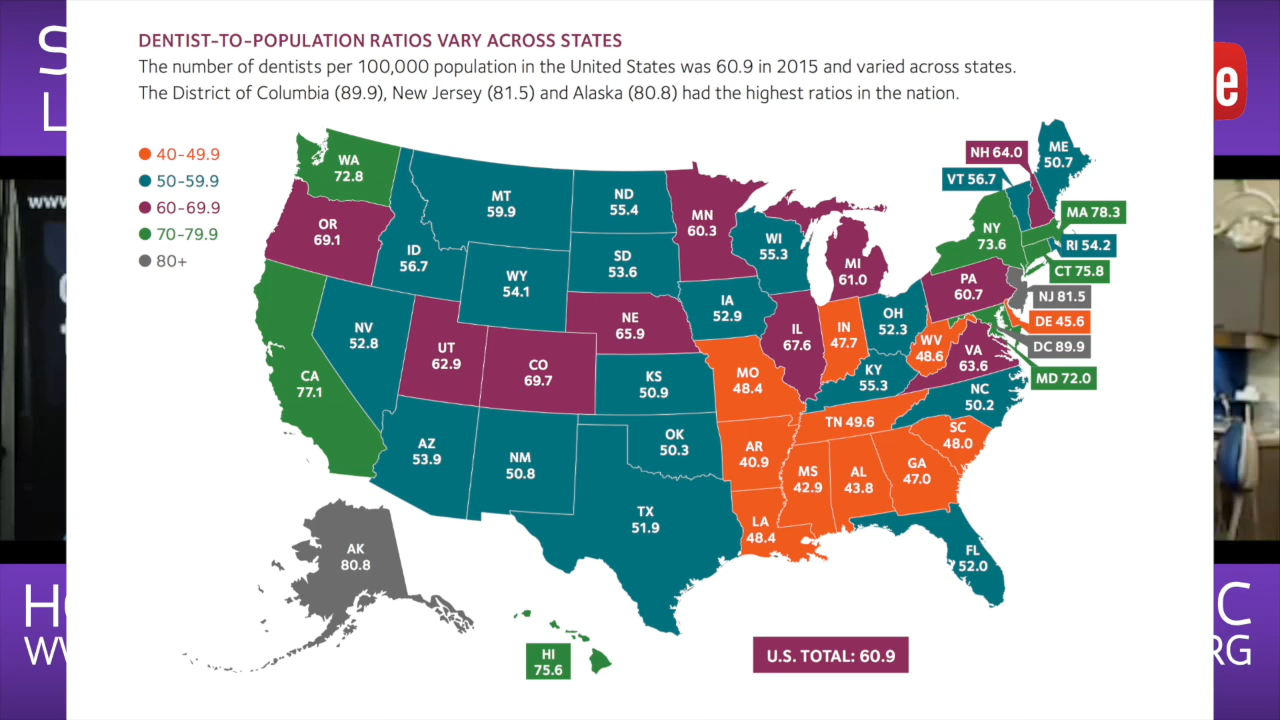 DENTIST–TO–POPULATION RATIOS VARY ACROSS STATES
The number of dentists per 100,000 population in the United States was 60.9 in 2015 and varied across states.
The District of Columbia (89.9), New Jersey (81.5) and Alaska (80.8) had the highest ratios in the nation.
40–49.9
50–59.9
60–69.9
70–79.9
80+
WA
72.8
OR
69.1
CA
77.1
NV
52.8
ID
56.7
MT
59.9
WY
54.1
UT
62.9
CO
69.7
AZ
53.9
NM
50.8
ND
55.4
SD
53.6
NE
65.9
KS
50.9
OK
50.3
TX
51.9
MN
60.3
IA
52.9
MO
48.4
AR
40.9
LA
48.4
WI
55.3
IL
67.6
MI
61.0
IN
47.7
OH
52.3
KY
55.3
TN 49.6
MS
42.9
AL
43.8
GA
47.0
FL
52.0
SC
48.0
NC
50.2
VA
63.6
WV
48.6
PA
60.7
NY
73.6
VT 56.7
NH 64.0
ME
50.7
MA 78.3
RI 54.2
CT 75.8
NJ 81.5
DE 45.6
DC 89.9
MD 72.0
AK
80.8
HI
75.6
U.S. TOTAL: 60.9
S
L
e
www
H
WW
C
RG